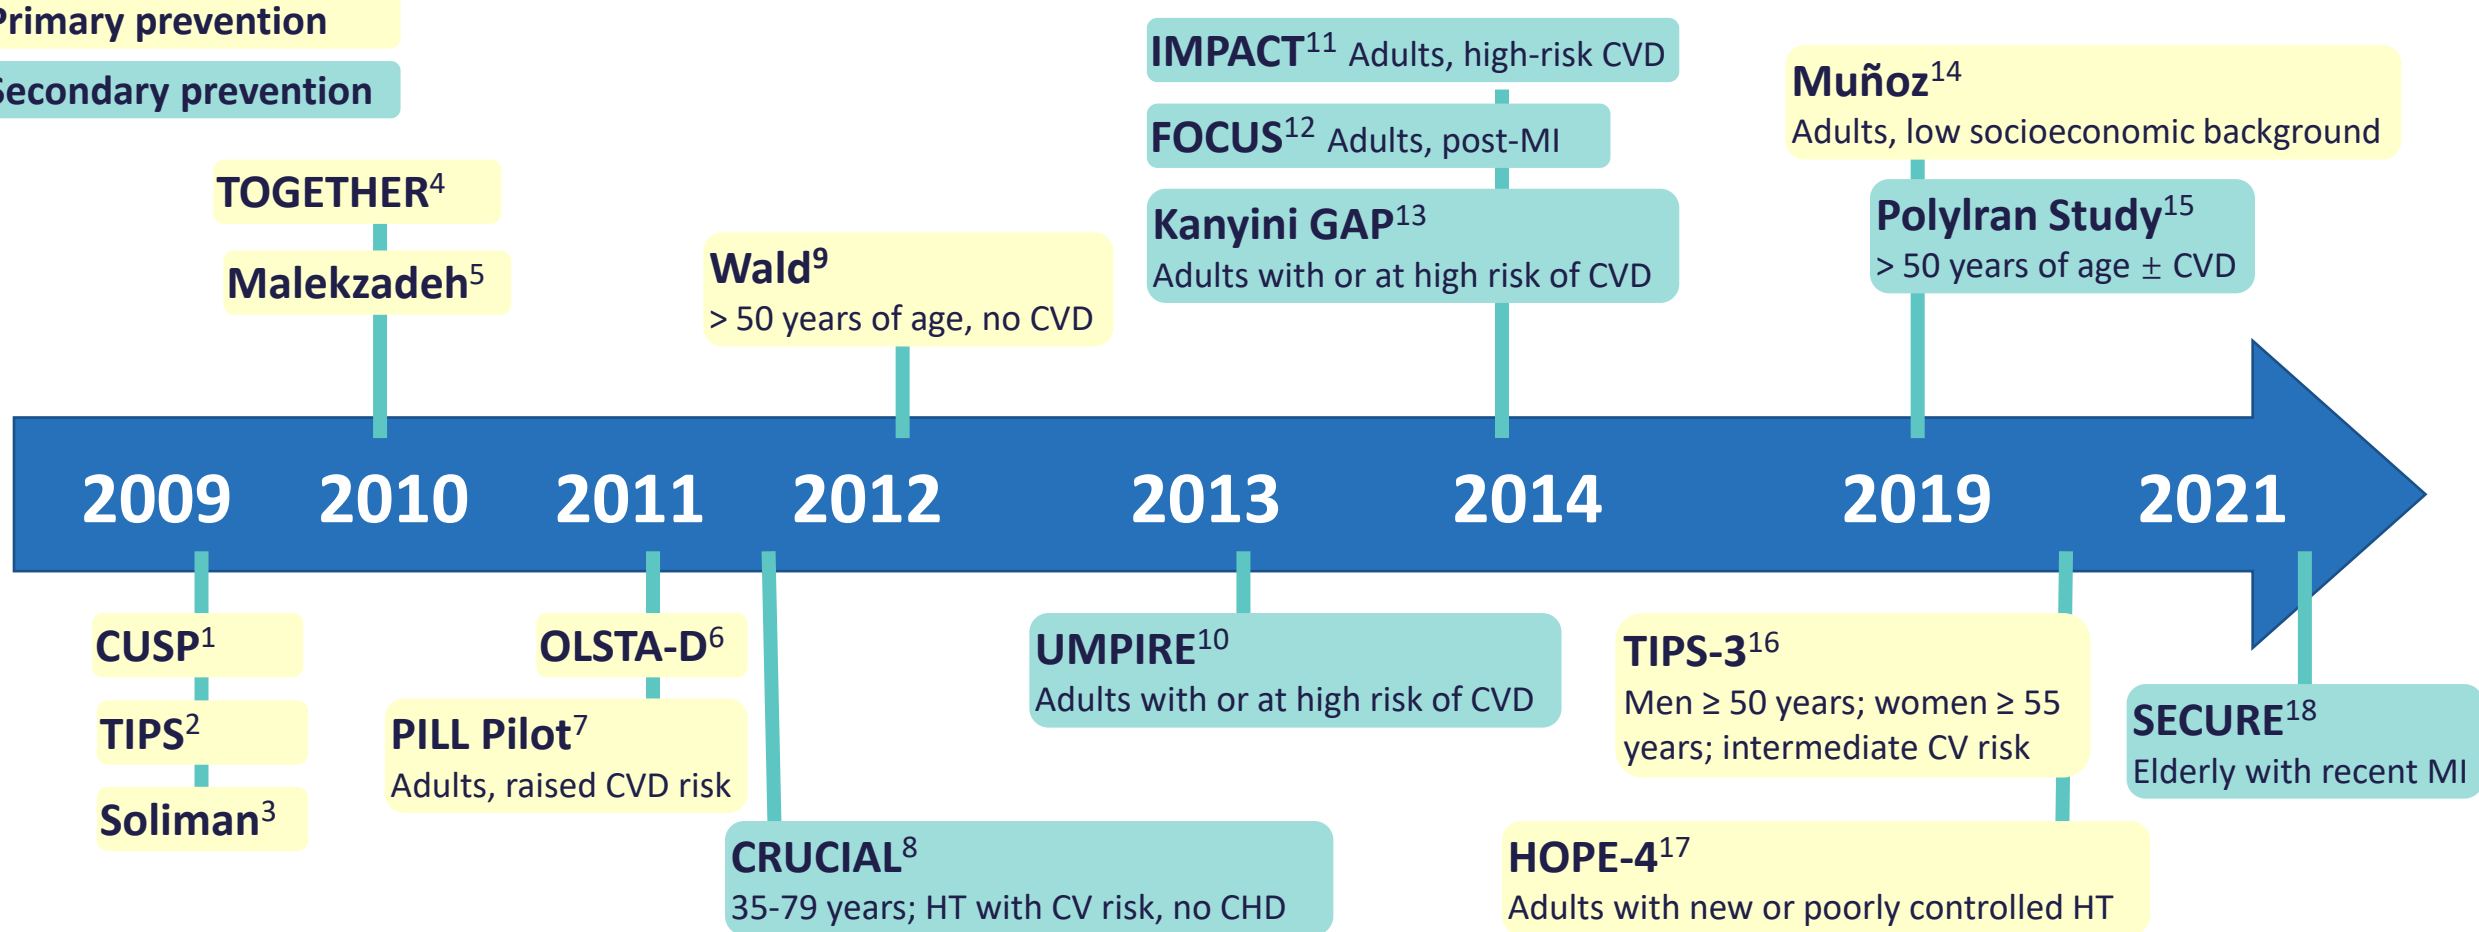 Primary prevention
Secondary prevention
TOGETHER4
Malekzadeh5
Wald9
> 50 years of age, no CVD
IMPACT11 Adults, high-risk CVD
FOCUS12 Adults, post-MI
Kanyini GAP13
Adults with or at high risk of CVD
Muñoz14
Adults, low socioeconomic background
PolyIran Study15
> 50 years of age ± CVD
2009 2010 2011 2012 2013 2014 2019 2021
CUSP1
TIPS2
Soliman3
OLSTA-D6
PILL Pilot7
Adults, raised CVD risk
CRUCIAL8
35-79 years; HT with CV risk, no CHD
UMPIRE10
Adults with or at high risk of CVD
TIPS-316
Men ≥ 50 years; women ≥ 55
years; intermediate CV risk
HOPE-417
Adults with new or poorly controlled HT
SECURE18
Elderly with recent MI